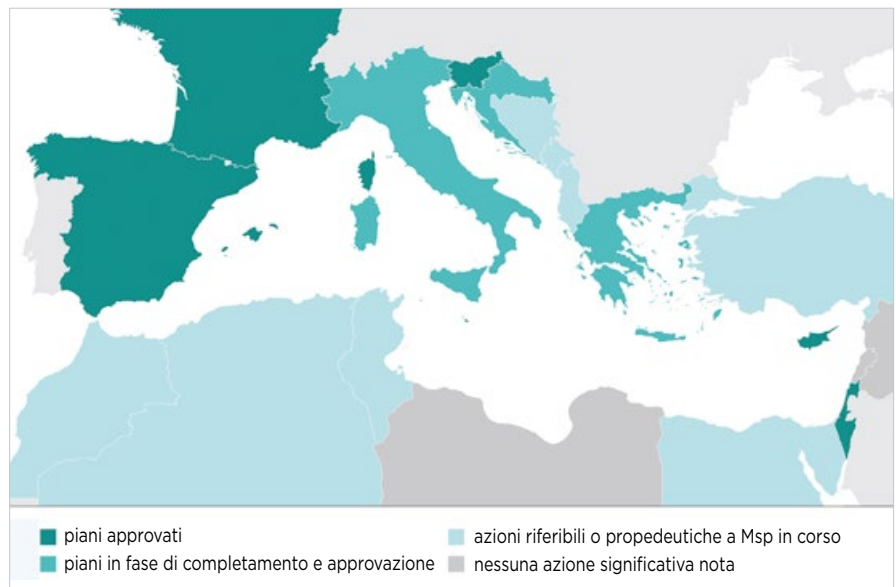 piani approvati
piani in fase di completamento e approvazione
azioni riferibili o propedeutiche a Msp in corso
nessuna azione significativa nota